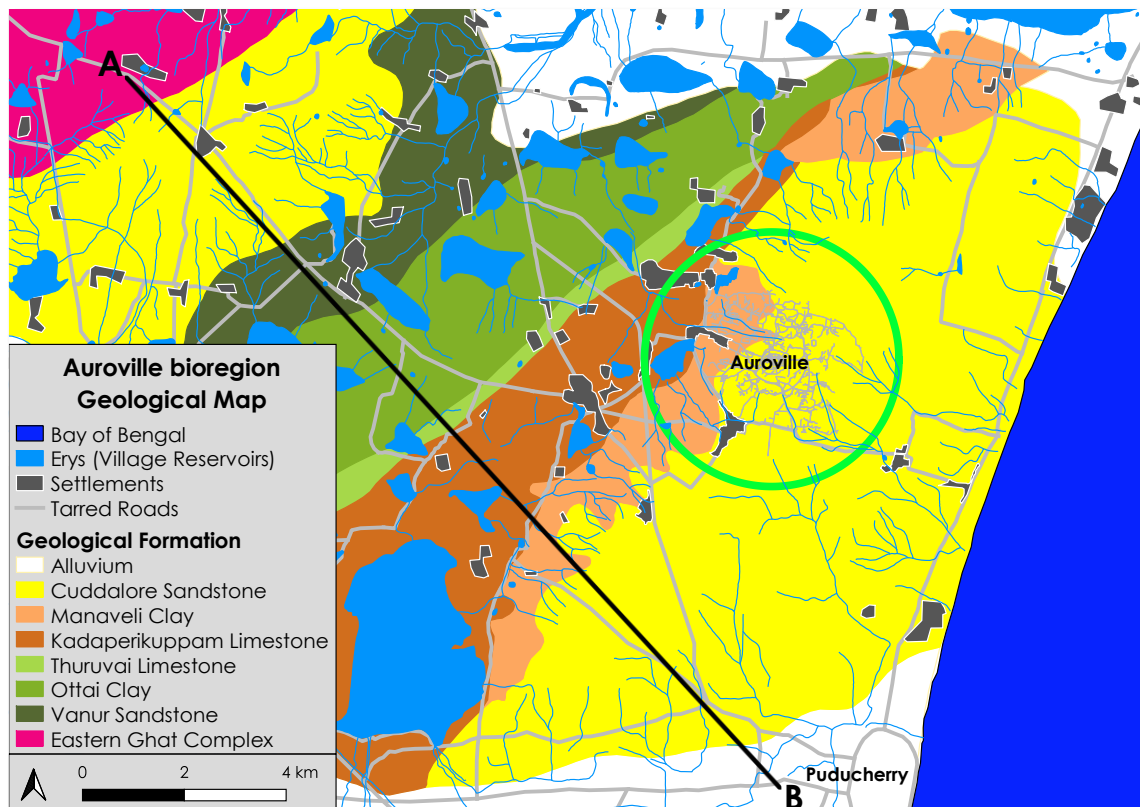 A
Auroville
Auroville bioregion
Geological Map
Bay of Bengal
Erys (Village Reservoirs)
Settlements
Tarred Roads
Geological Formation
Alluvium
Cuddalore Sandstone
Manaveli Clay
Kadaperikuppam Limestone
Thuruvai Limestone
Ottai Clay
Vanur Sandstone
Eastern Ghat Complex
0 2 4 km
Puducherry
B